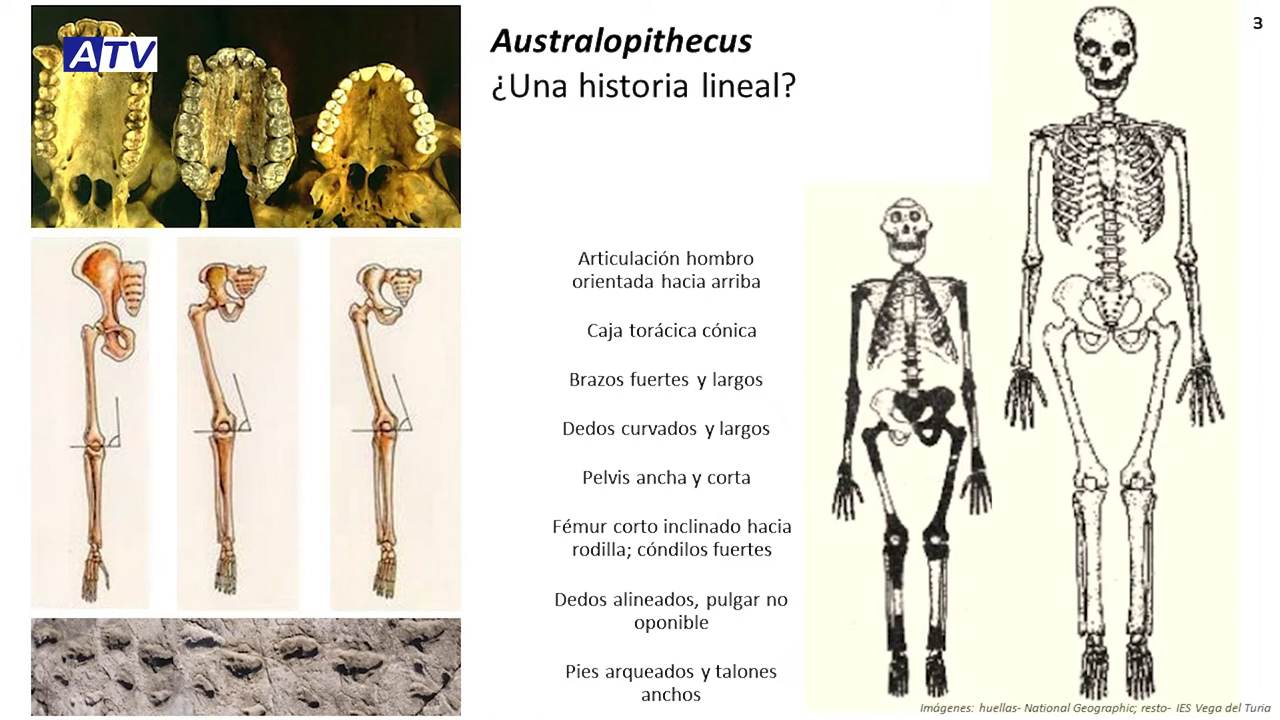 ATV
Australopithecus
¿Una historia lineal?
3
Articulación hombro
orientada hacia arriba
Caja torácica cónica
Brazos fuertes y largos
Dedos curvados y largos
Pelvis ancha y corta
Fémur corto inclinado hacia
rodilla; cóndilos fuertes
Dedos alineados, pulgar no
oponible
Pies arqueados y talones
anchos
Imágenes: huellas- National Geographic; resto- IES Vega del Turia